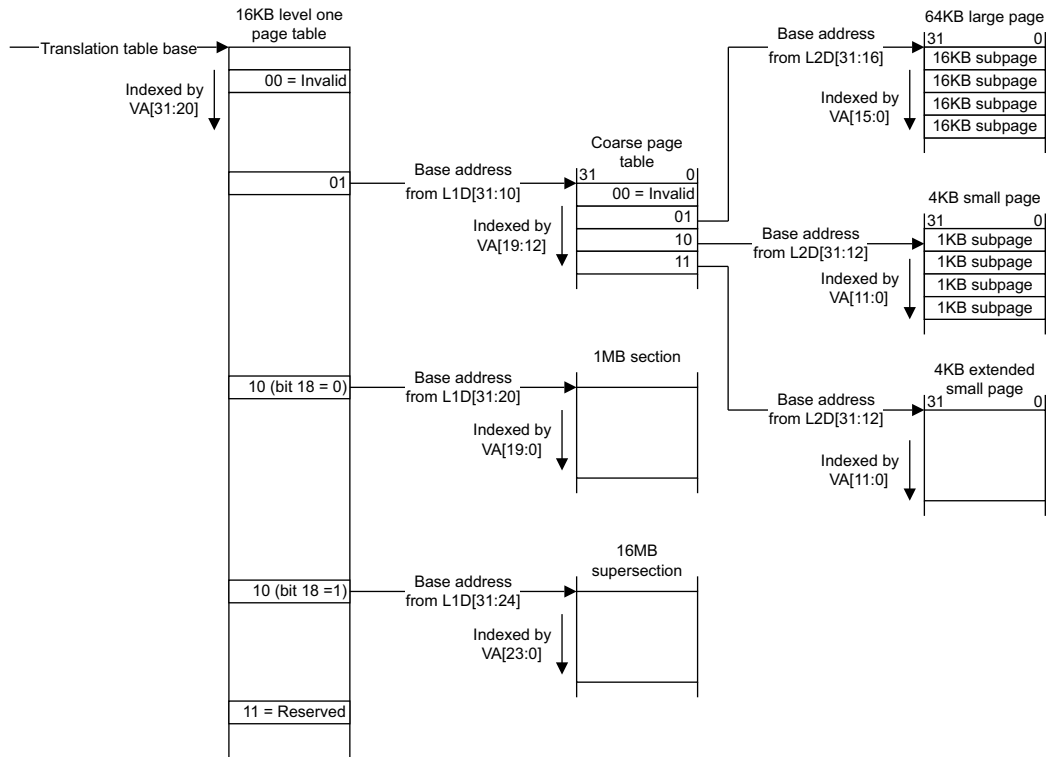 16KB level one
page table
Translation table base
Indexed by
VA[31:20]
00 = Invalid
01
10 (bit 18 = 0)
10 (bit 18 =1)
11 = Reserved
Base address
from L1D[31:10]
Coarse page
table
31 0
00 = Invalid
01
10
11
Indexed by
VA[19:12]
Base address
from L1D[31:20]
1MB section
Indexed by
VA[19:0]
Base address
from L1D[31:24]
16MB
supersection
Indexed by
VA[23:0]
Base address
from L2D[31:16]
64KB large page
31 0
16KB subpage
16KB subpage
16KB subpage
16KB subpage
Indexed by
VA[15:0]
Base address
from L2D[31:12]
4KB small page
31 0
1KB subpage
1KB subpage
1KB subpage
1KB subpage
Indexed by
VA[11:0]
Base address
from L2D[31:12]
4KB extended
small page
31 0
Indexed by
VA[11:0]